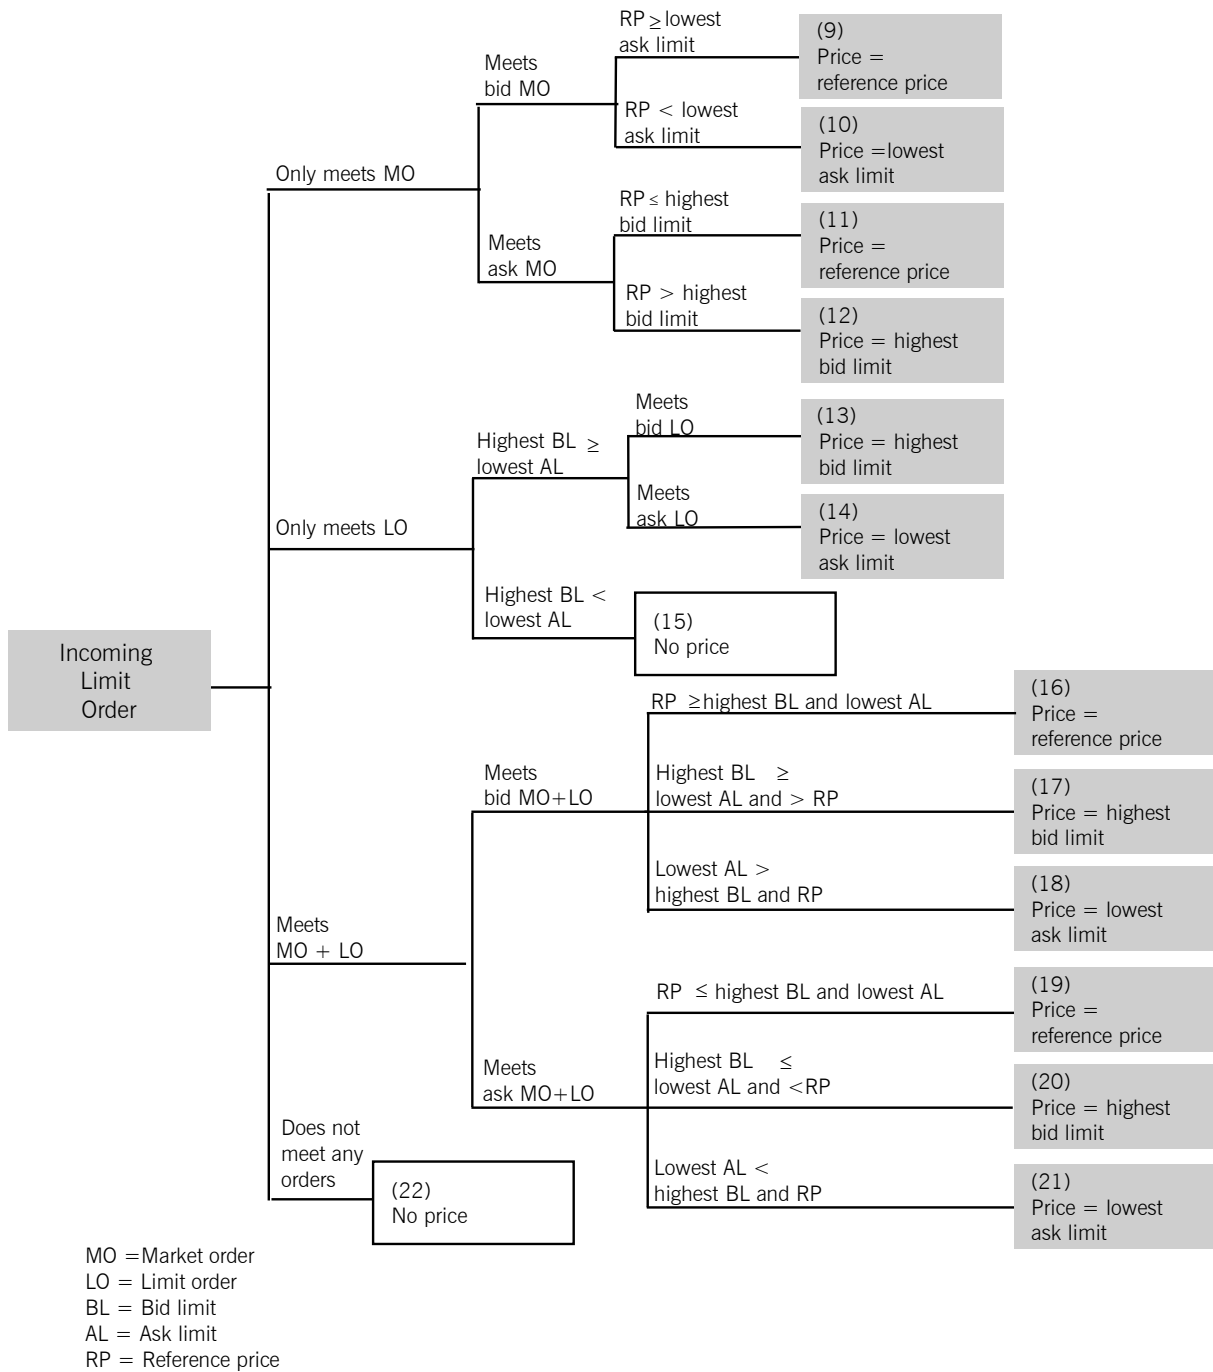 RP ≥ lowest
ask limit
(9)
Price =
reference price
Meets
bid MO
RP < lowest
ask limit
(10)
Price =lowest
ask limit
Only meets MO
RP ≤ highest
bid limit
(11)
Price =
reference price
Meets
ask MO
RP > highest
bid limit
(12)
Price = highest
bid limit
Meets
bid LO
(13)
Price = highest
bid limit
Highest BL ≥
lowest AL
Meets
ask LO
(14)
Price = lowest
ask limit
Only meets LO
Highest BL <
lowest AL
(15)
No price
Incoming
Limit
Order
RP ≥highest BL and lowest AL
(16)
Price =
reference price
Meets
bid MO+LO
Highest BL ≥
lowest AL and > RP
(17)
Price = highest
bid limit
Lowest AL >
highest BL and RP
(18)
Price = lowest
ask limit
Meets
MO + LO
RP ≤ highest BL and lowest AL
(19)
Price =
reference price
Meets
ask MO+LO
Highest BL ≤
lowest AL and <RP
(20)
Price = highest
bid limit
Lowest AL <
highest BL and RP
(21)
Price = lowest
ask limit
Does not
meet any
orders
(22)
No price
MO =Market order
LO = Limit order
BL = Bid limit
AL = Ask limit
RP = Reference price